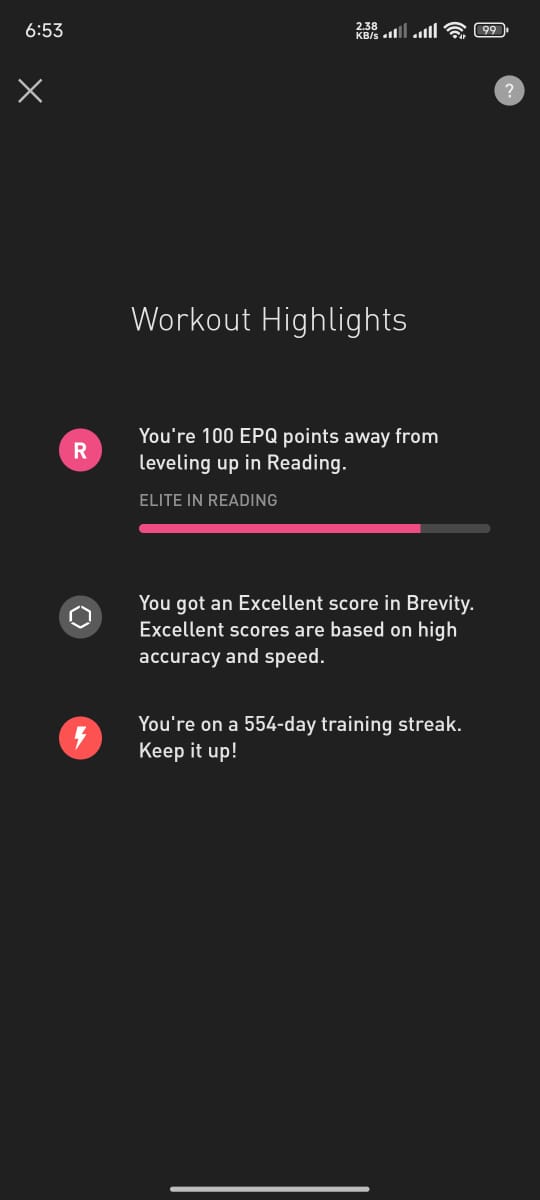 6:53
2.38
KB/s
99
?
Workout Highlights
R
You're 100 EPQ points away from
leveling up in Reading.
ELITE IN READING
You got an Excellent score in Brevity.
Excellent scores are based on high
accuracy and speed.
You're on a 554-day training streak.
Keep it up!